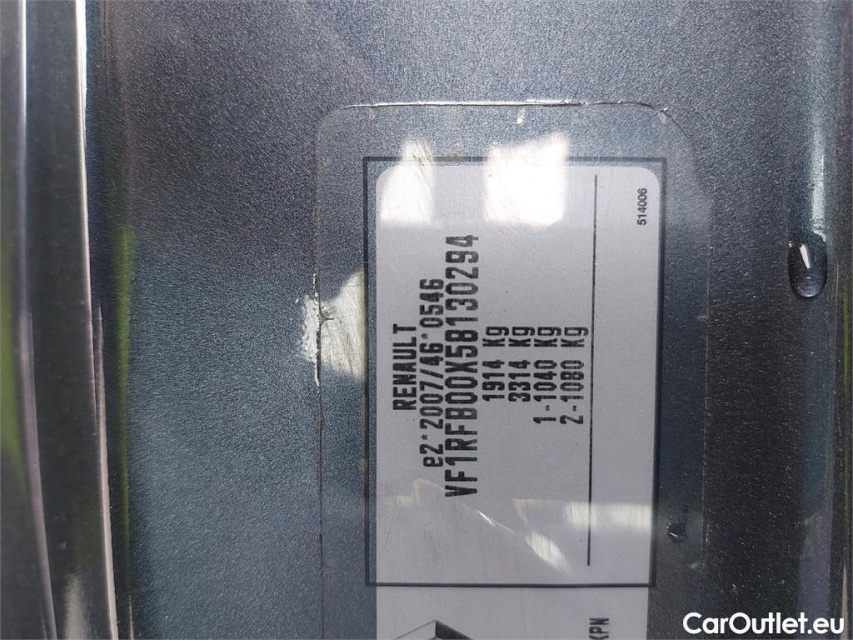 514006
RENAULT
e2*2007/46*0546
VF1RFB00X58130294
1914 Kg
3314 Kg
1-1040 Kg
2-1080 Kg
KPN
CarOutlet.eu